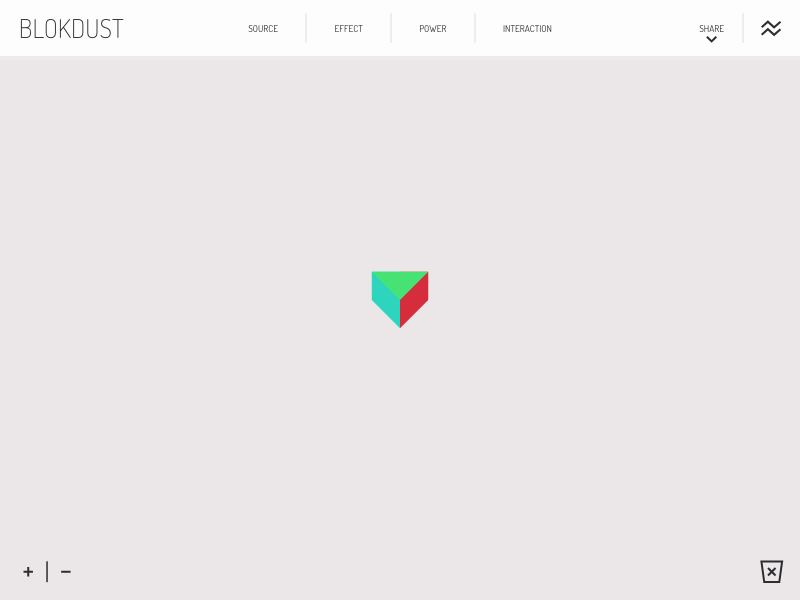 BLOKDUST
SOURCE
EFFECT
POWER
INTERACTION
SHARE